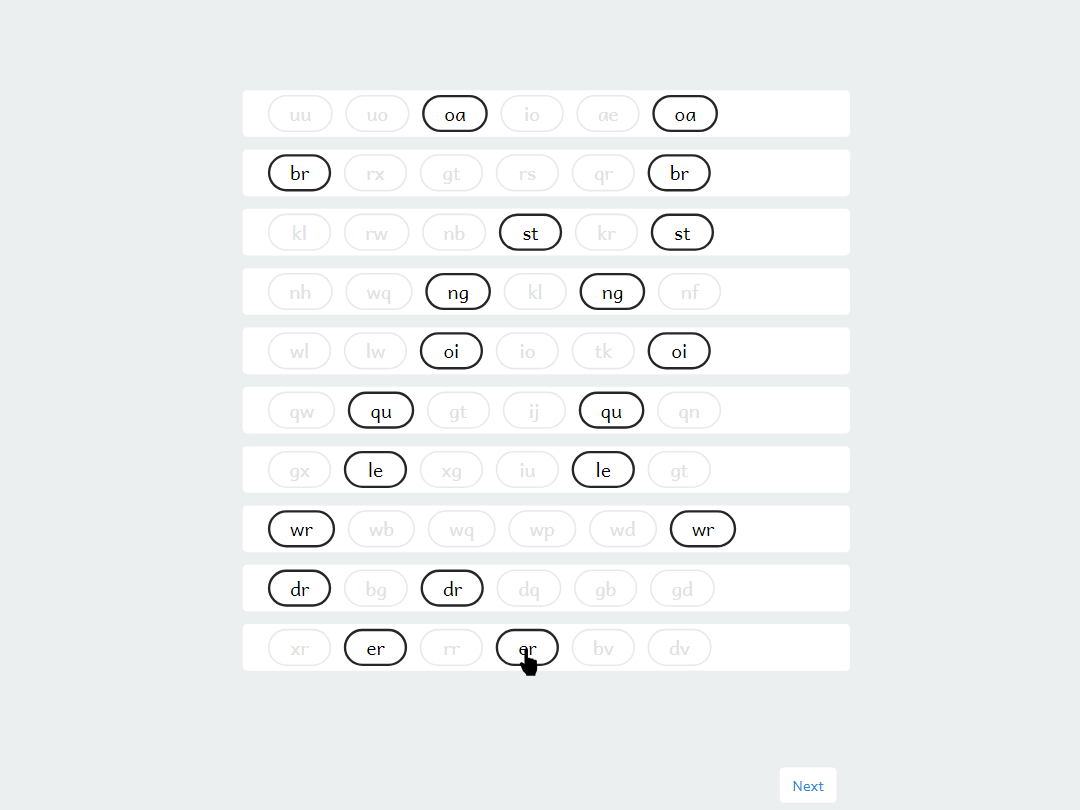 uu uo oa io ae oa
br rx gt rs qr br
kl rw nb st kr st
nh wq ng kl ng nf
wl lw oi io tk oi
qw qu gt ij qu qn
gx le xg iu le gt
wr wb wq wp wd wr
dr bg dr dq gb gd
xr er rr er bv dv
Next